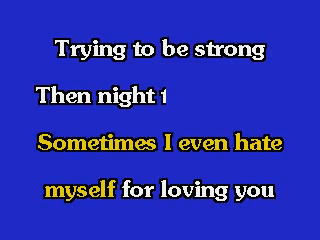 Trying to be strong
Then night
Sometimes I even hate
myself for loving you